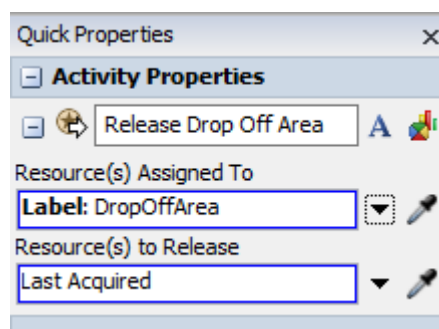 Quick Properties
Activity Properties
Release Drop Off Area
A
Resource(s) Assigned To
Label: DropOffArea
Resource(s) to Release
Last Acquired